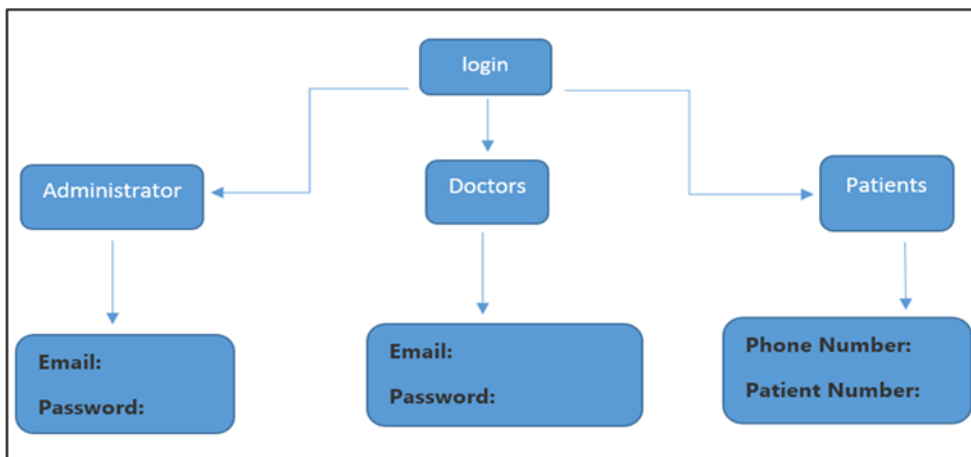 login
Administrator
Doctors
Patients
Email:
Password:
Email:
Password:
Phone Number:
Patient Number: